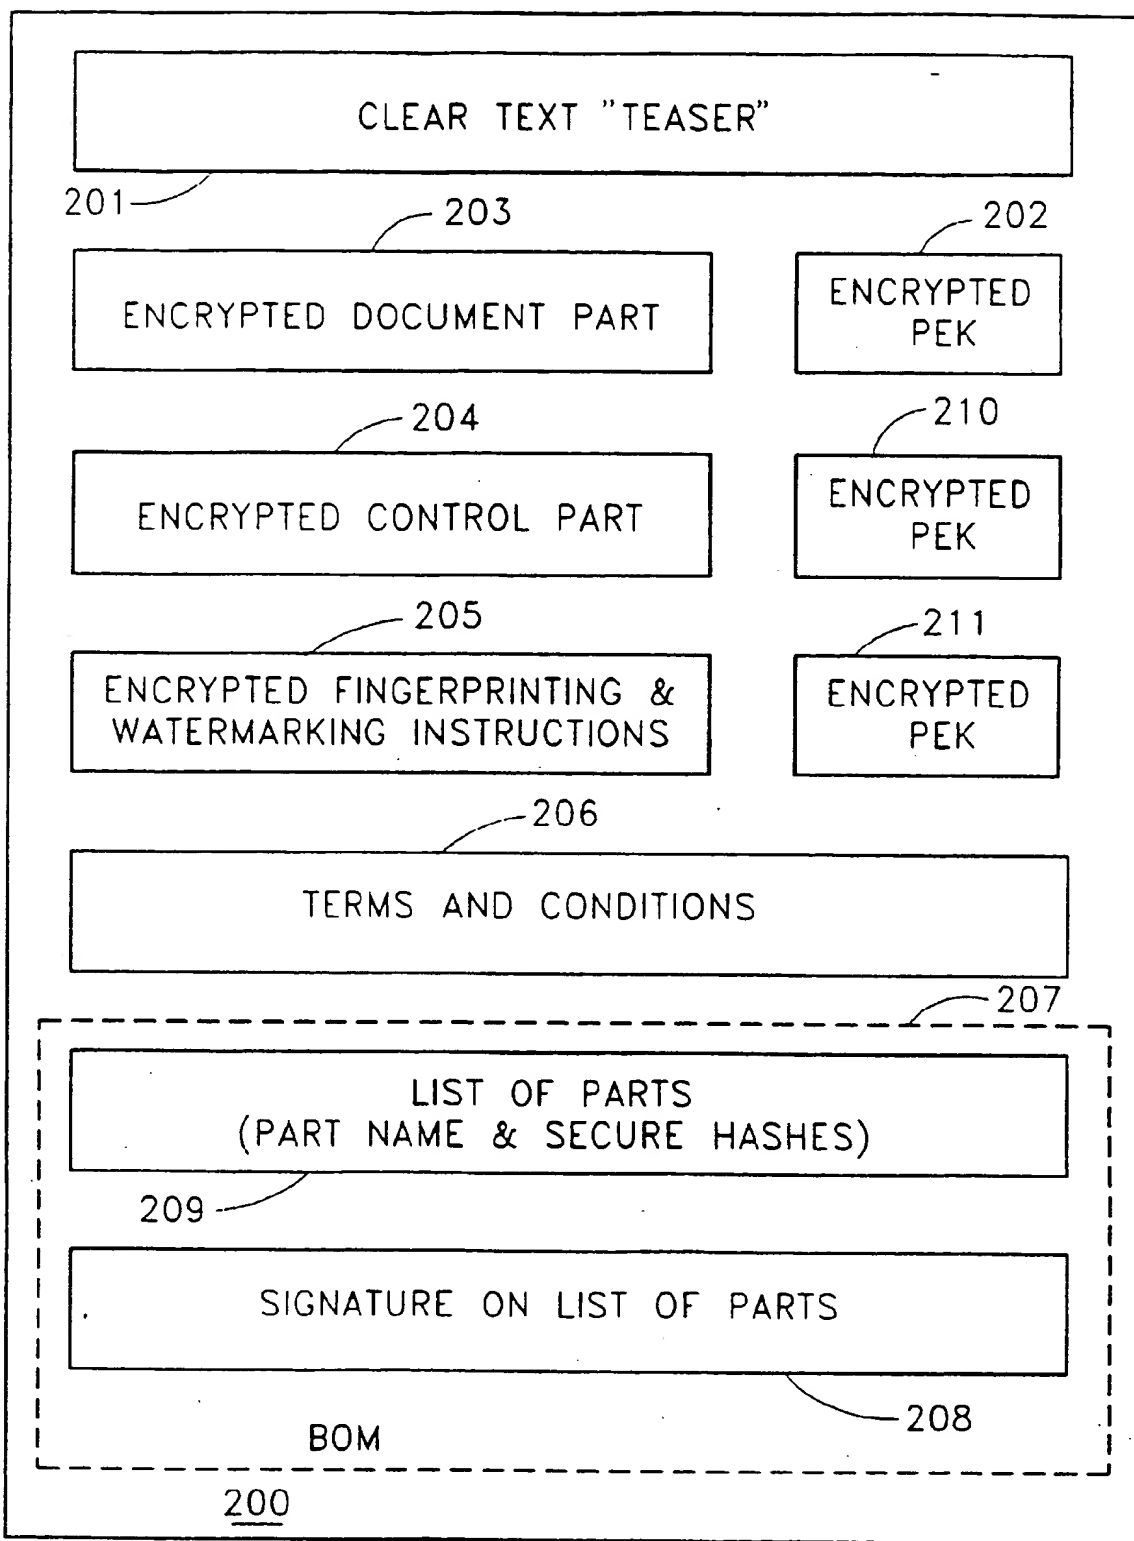 CLEAR TEXT "TEASER"
201
203
202
ENCRYPTED DOCUMENT PART
ENCRYPTED
PEK
204
210
ENCRYPTED CONTROL PART
ENCRYPTED
PEK
205
211
ENCRYPTED FINGERPRINTING &
WATERMARKING INSTRUCTIONS
ENCRYPTED
PEK
206
TERMS AND CONDITIONS
207
LIST OF PARTS
(PART NAME & SECURE HASHES)
209
SIGNATURE ON LIST OF PARTS
208
BOM
200